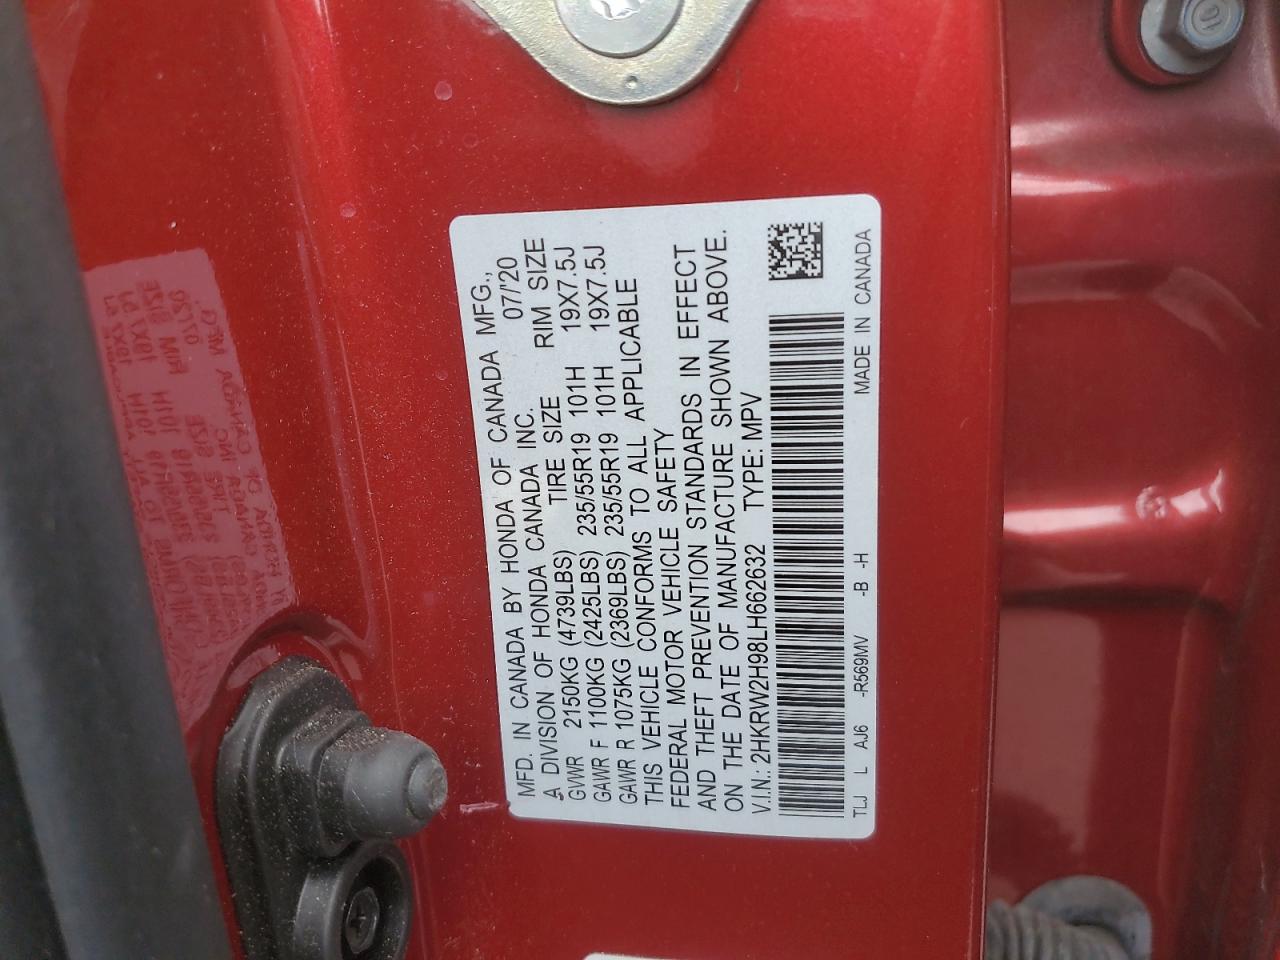 MFD. IN CANADA BY HONDA OF CANADA MFG.,
A DIVISION OF HONDA CANADA INC. 07/'20
GVWR 2150KG (4739LBS) TIRE SIZE RIM SIZE
GAWR F 1100KG (2425LBS) 235/55R19 101H 19X7.5J
GAWR R 1075KG (2369LBS) 235/55R19 101H 19X7.5J
THIS VEHICLE CONFORMS TO ALL APPLICABLE
FEDERAL MOTOR VEHICLE SAFETY
AND THEFT PREVENTION STANDARDS IN EFFECT
ON THE DATE OF MANUFACTURE SHOWN ABOVE.
V.I.N.: 2HKRW2H98LH662632 TYPE: MPV
TLJ L AJ6 -R569MV -B -H MADE IN CANADA
10